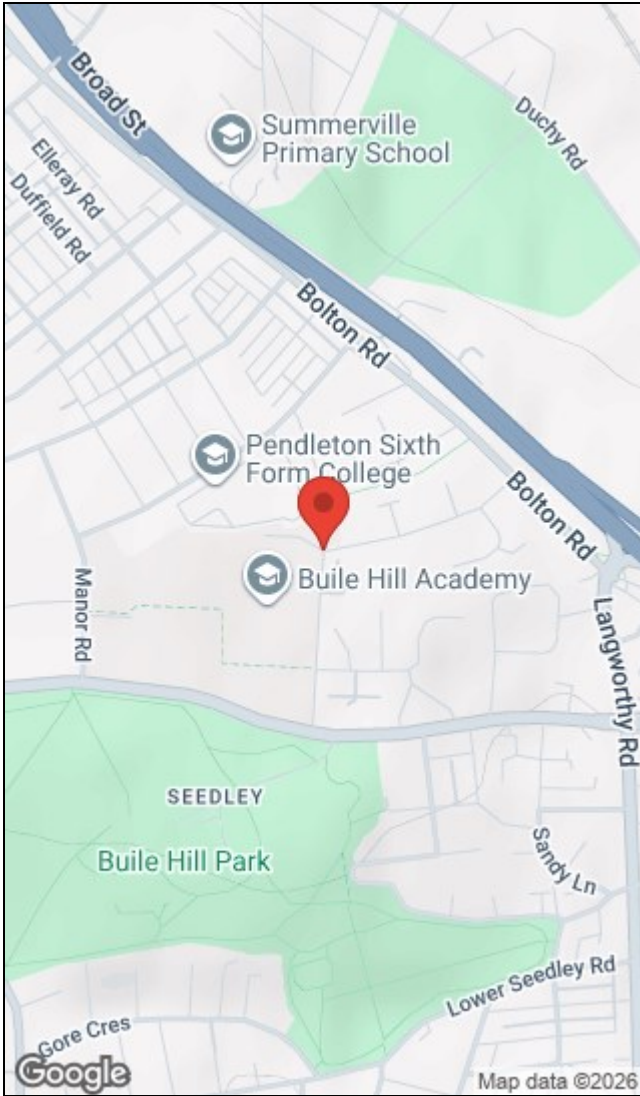 Broad St
Summerville
Primary School
Duchy Rd
Elleray Rd
Duffield Rd
Bolton Rd
Pendleton Sixth
Form College
Bolton Rd
Buile Hill Academy
Manor Rd
Langworthy Rd
SEEDLEY
Buile Hill Park
Sandy Ln
Lower Seedley Rd
Gore Cres
Google
Map data ©2026